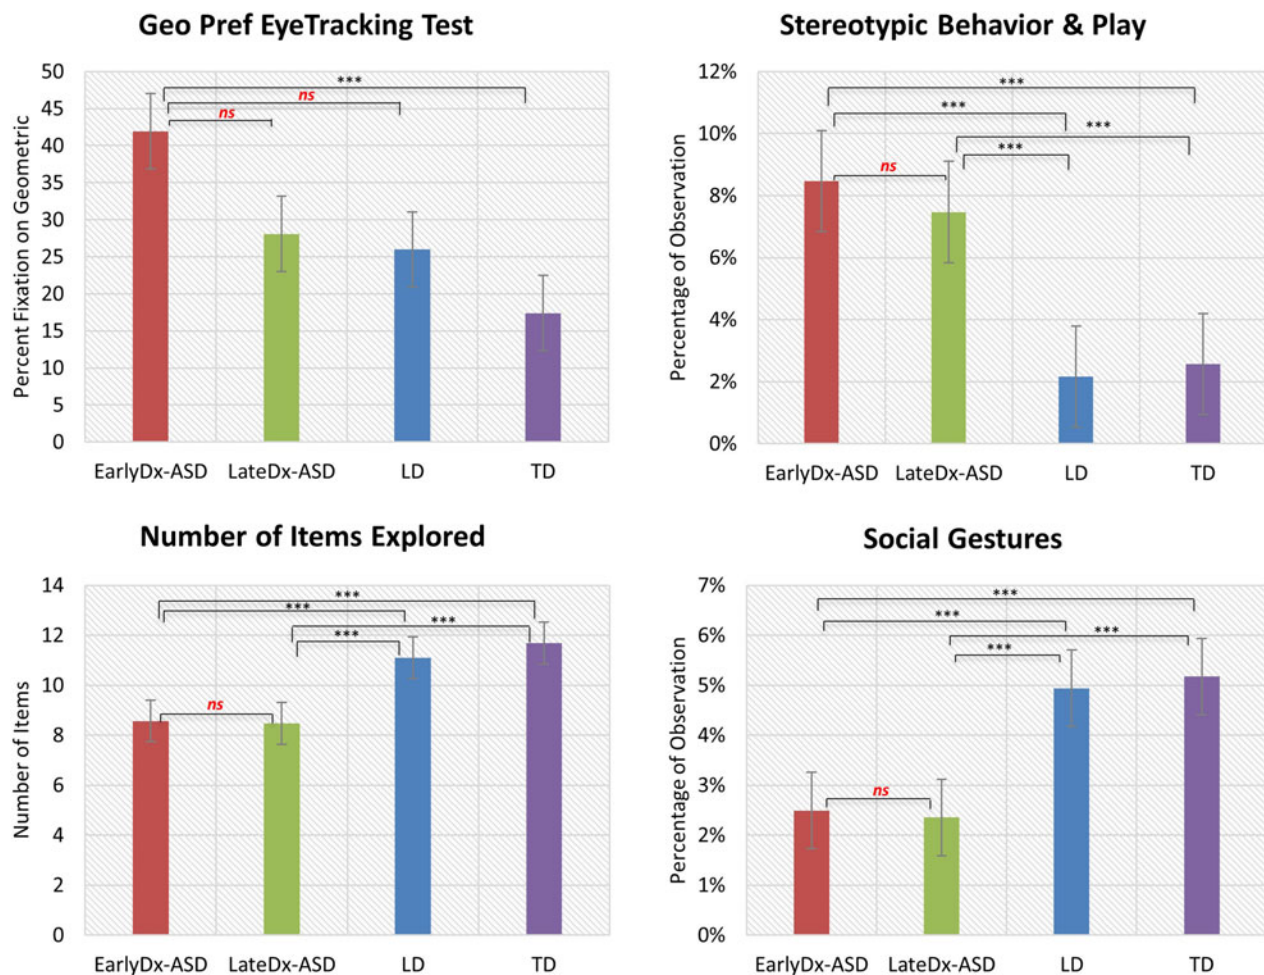 Geo Pref EyeTracking Test
Percent Fixation on Geometric
50
45
40
35
30
25
20
15
10
5
0
***
ns
ns
EarlyDx-ASD LateDx-ASD LD TD
Stereotypic Behavior & Play
Percentage of Observation
12%
10%
8%
6%
4%
2%
0%
***
***
***
***
ns
EarlyDx-ASD LateDx-ASD LD TD
Number of Items Explored
Number of Items
14
12
10
8
6
4
2
0
***
***
***
***
ns
EarlyDx-ASD LateDx-ASD LD TD
Social Gestures
Percentage of Observation
7%
6%
5%
4%
3%
2%
1%
0%
***
***
***
***
ns
EarlyDx-ASD LateDx-ASD LD TD